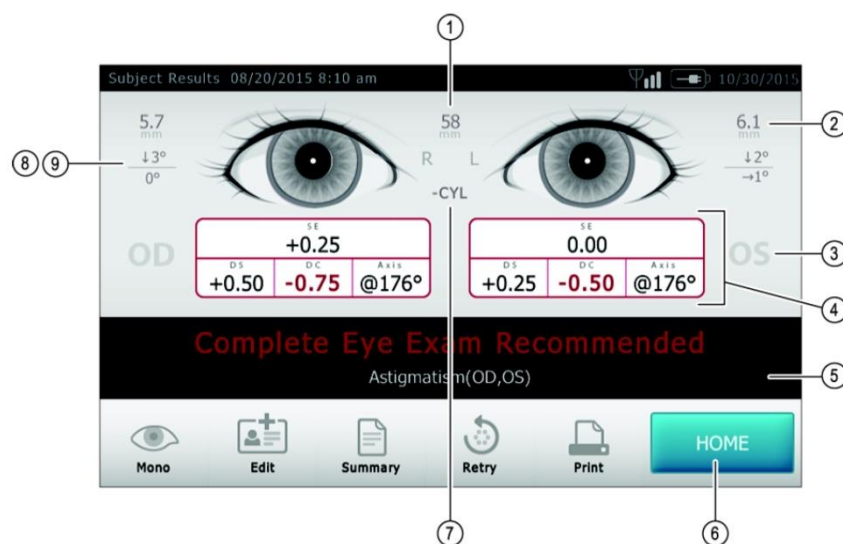 1
Subject Results 08/20/2015 8:10 am 10/30/2015
5.7 58 6.1 2
mm mm mm
8 9 ↓3° R L ↓2°
0° →1°
-CYL
OD OS 3
SE SE
+0.25 0.00
DS DC Axis DS DC Axis
+0.50 -0.75 @176° +0.25 -0.50 @176°
4
Complete Eye Exam Recommended
Astigmatism(OD,OS) 5
Mono Edit Summary Retry Print HOME
7 6